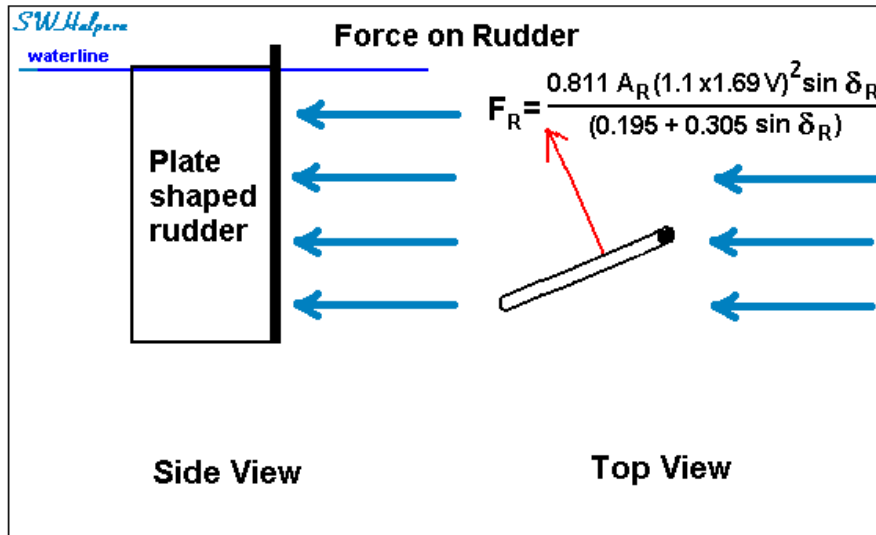 SWHelpers
waterline
Force on Rudder
F_R = 0.811 A_R (1.1 x 1.69 V)² sin δ_R
(0.195 + 0.305 sin δ_R)
Plate
shaped
rudder
Side View
Top View